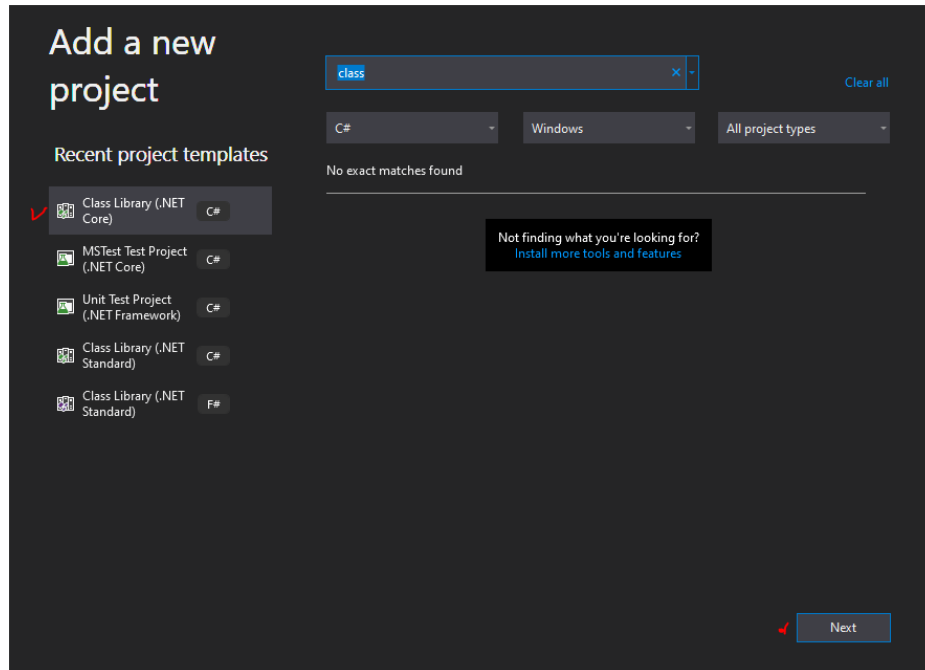 Add a new
project
Recent project templates
Class Library (.NET
Core)
C#
MSTest Test Project
(.NET Core)
C#
Unit Test Project
(.NET Framework)
C#
Class Library (.NET
Standard)
C#
Class Library (.NET
Standard)
F#
class
Clear all
C#
Windows
All project types
No exact matches found
Not finding what you're looking for?
Install more tools and features
Next